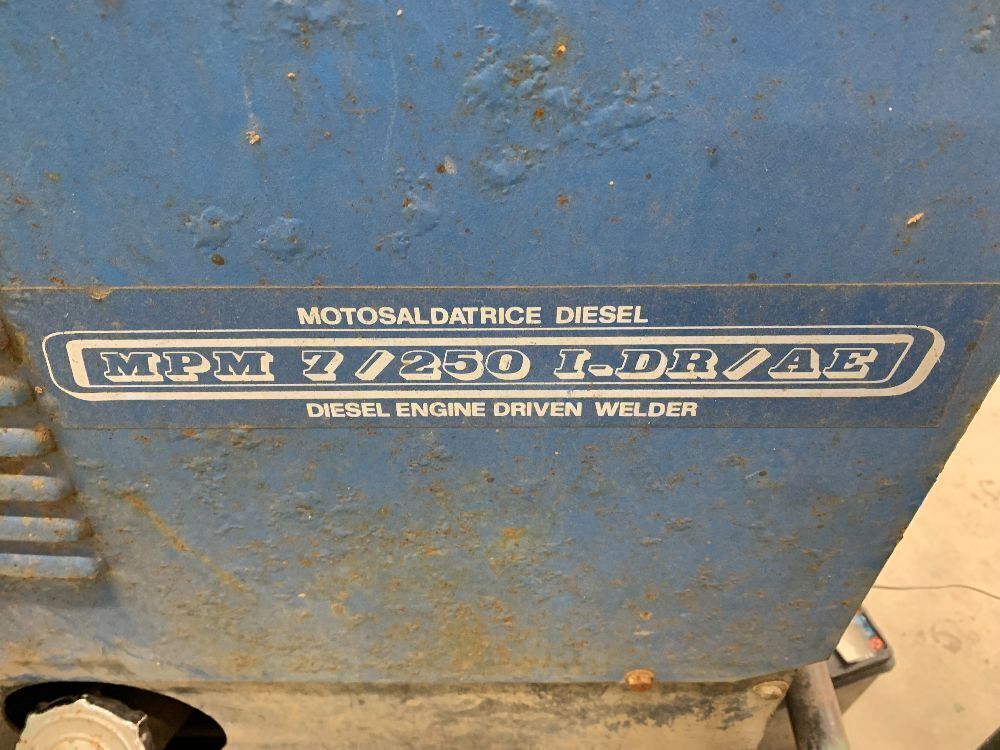 MOTOSALDATRICE DIESEL
MPM 7/250 I-DR/AE
DIESEL ENGINE DRIVEN WELDER